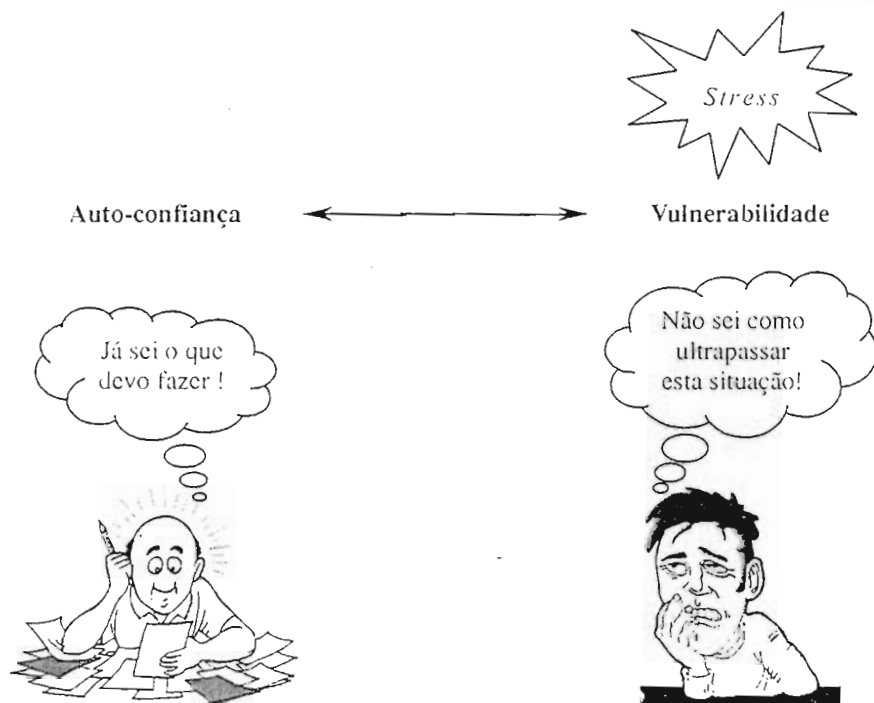 Stress
Auto-confiança
Vulnerabilidade
Já sei o que
devo fazer !
Não sei como
ultrapassar
esta situação!